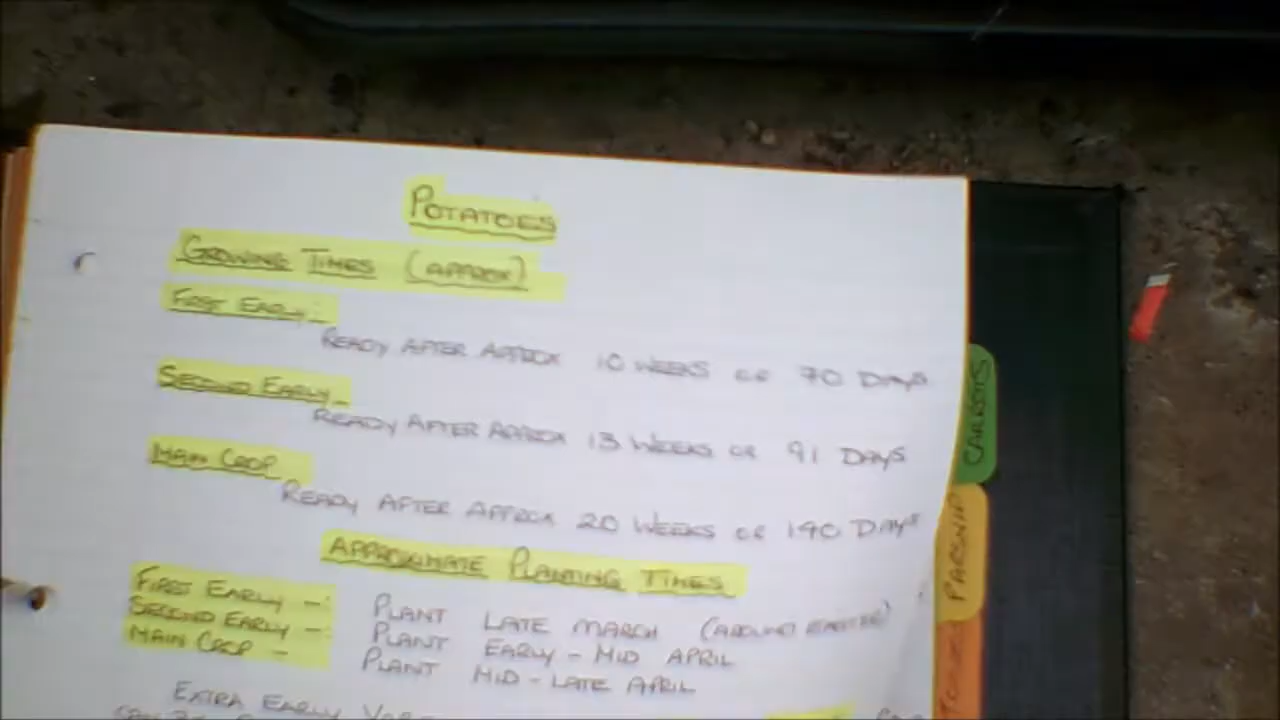 POTATOES
GROWING TIMES (APPROX)
FIRST EARLY:-
READY AFTER APPROX 10 WEEKS OR 70 DAYS
SECOND EARLY-
READY AFTER APPROX 13 WEEKS OR 91 DAYS
MAIN CROP
READY AFTER APPROX 20 WEEKS OR 140 DAYS
APPROXIMATE PLANTING TIMES
FIRST EARLY -: PLANT LATE MARCH (AROUND EASTER)
SECOND EARLY -: PLANT EARLY - MID APRIL
MAIN CROP - PLANT MID - LATE APRIL
EXTRA EARLY
CARROTS
PARSNIP